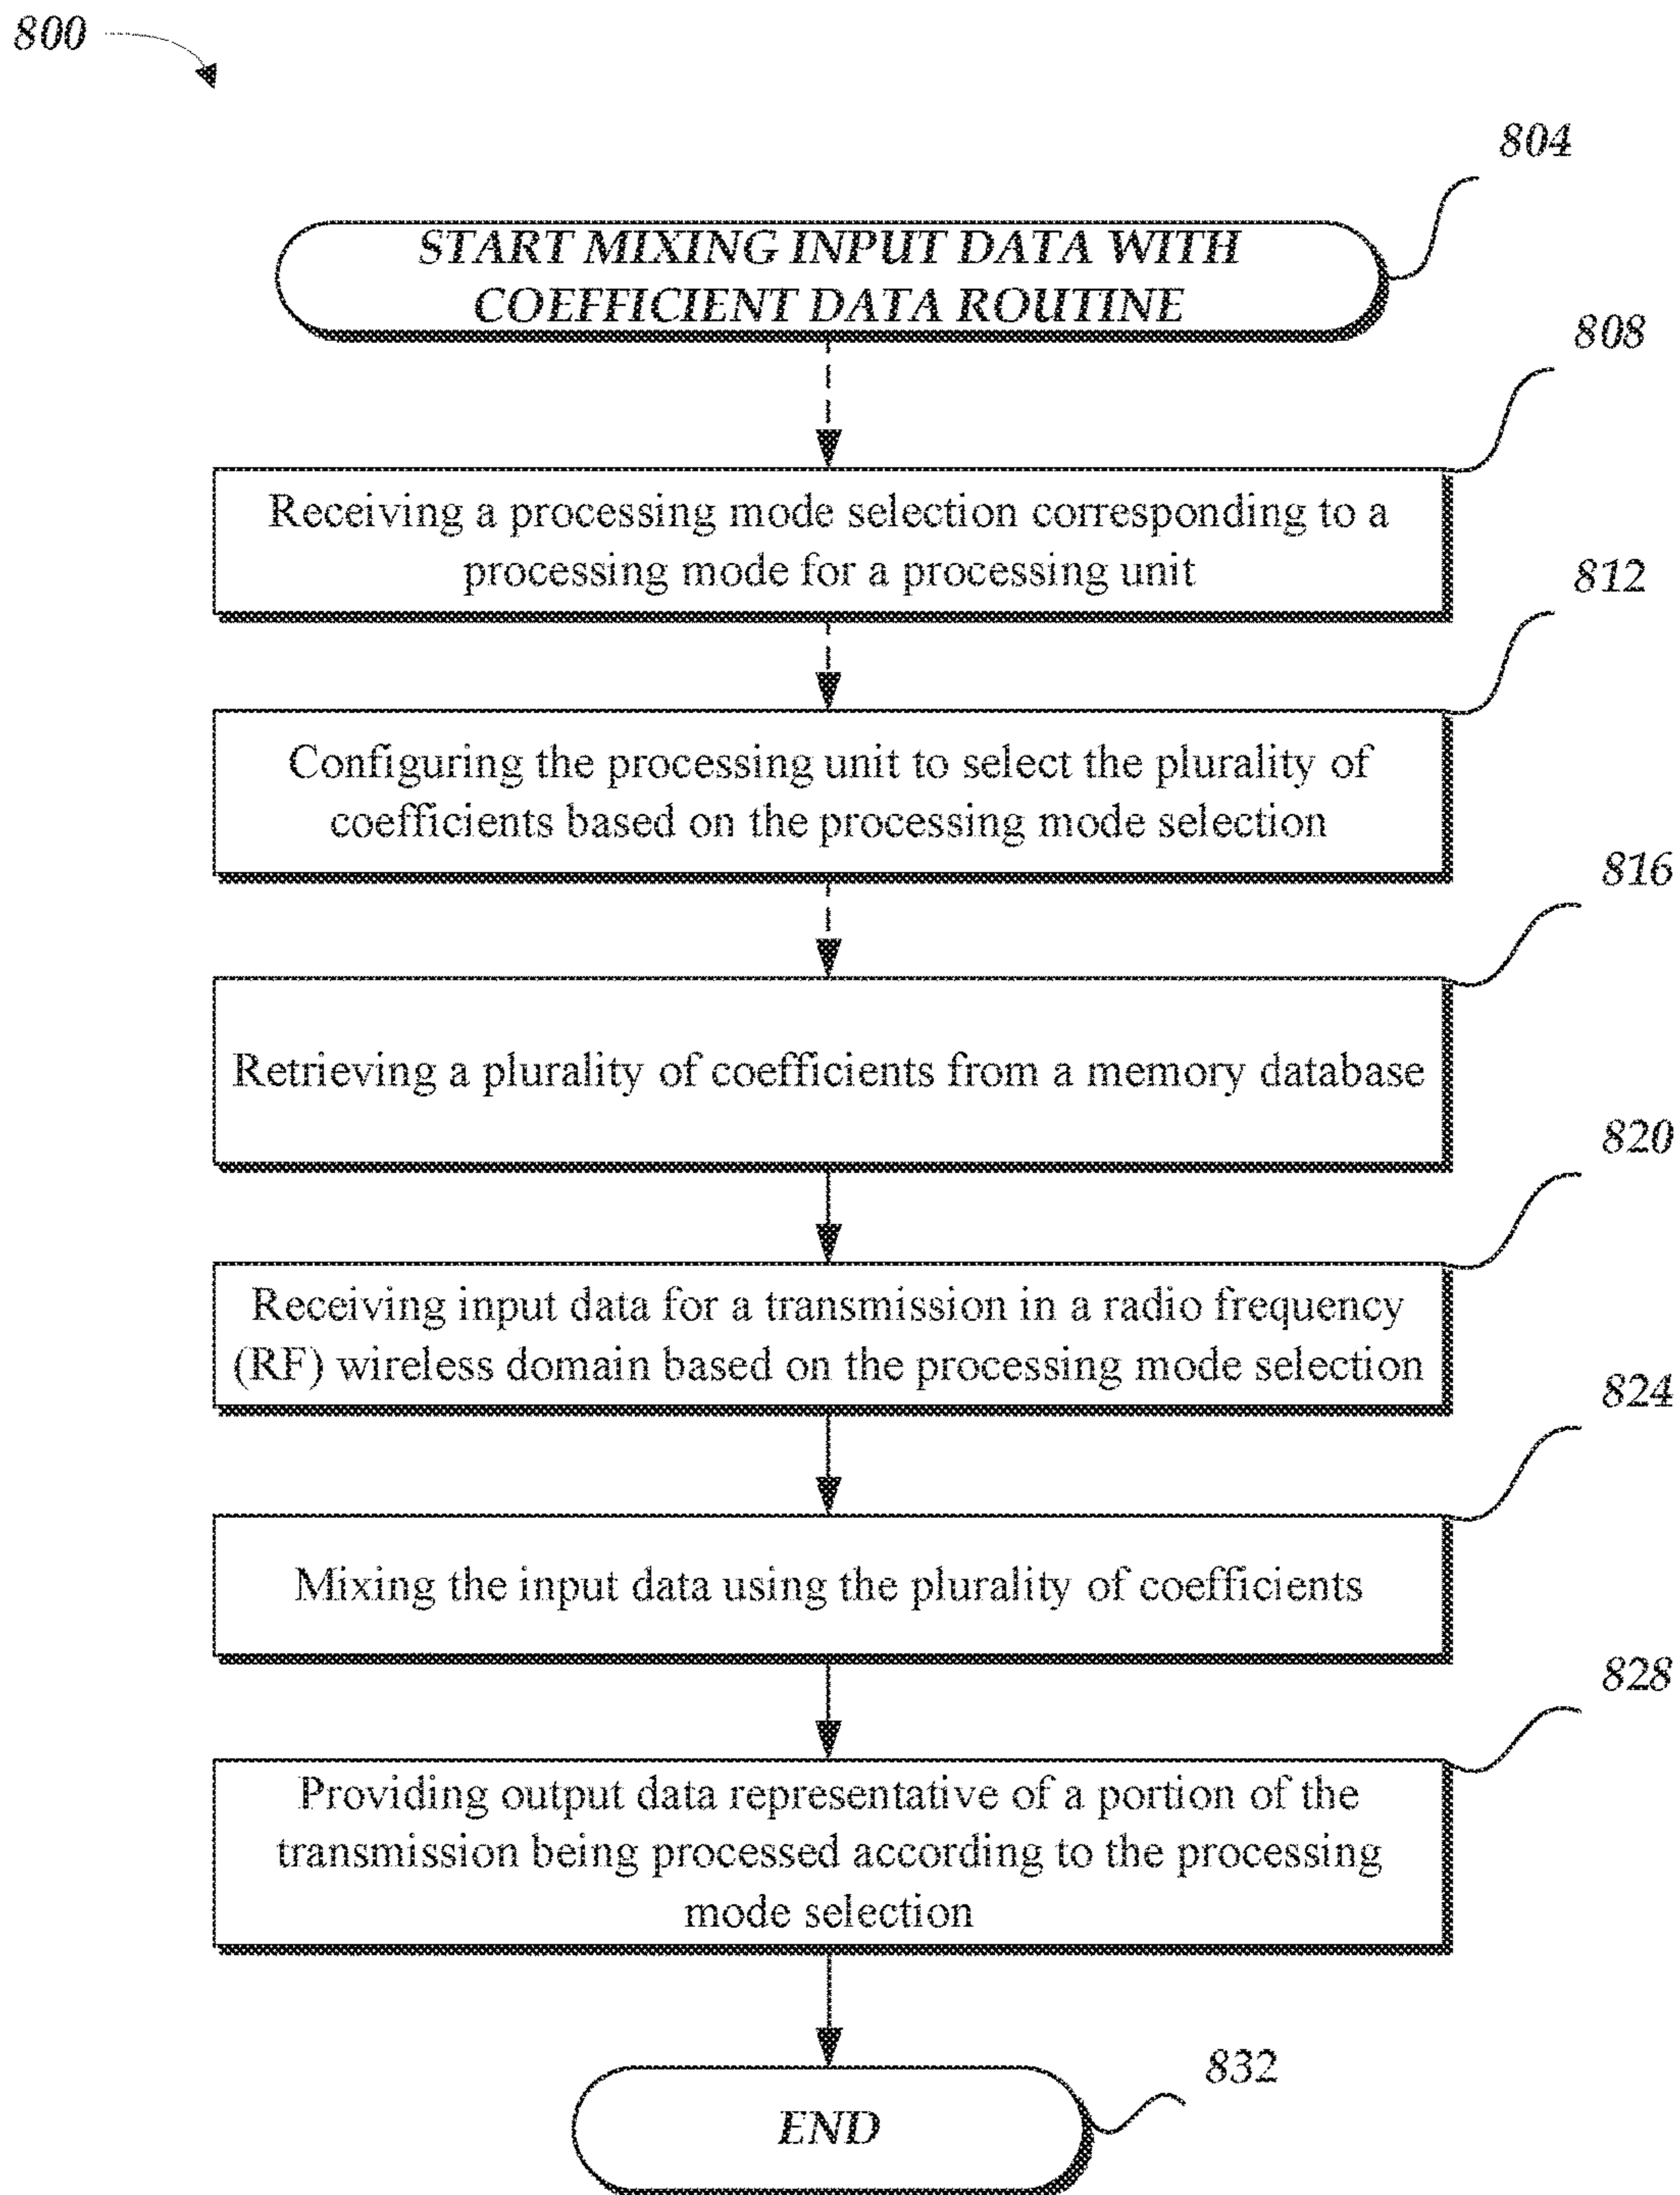 800
804
START MIXING INPUT DATA WITH
COEFFICIENT DATA ROUTINE
808
Receiving a processing mode selection corresponding to a
processing mode for a processing unit
812
Configuring the processing unit to select the plurality of
coefficients based on the processing mode selection
816
Retrieving a plurality of coefficients from a memory database
820
Receiving input data for a transmission in a radio frequency
(RF) wireless domain based on the processing mode selection
824
Mixing the input data using the plurality of coefficients
828
Providing output data representative of a portion of the
transmission being processed according to the processing
mode selection
832
END